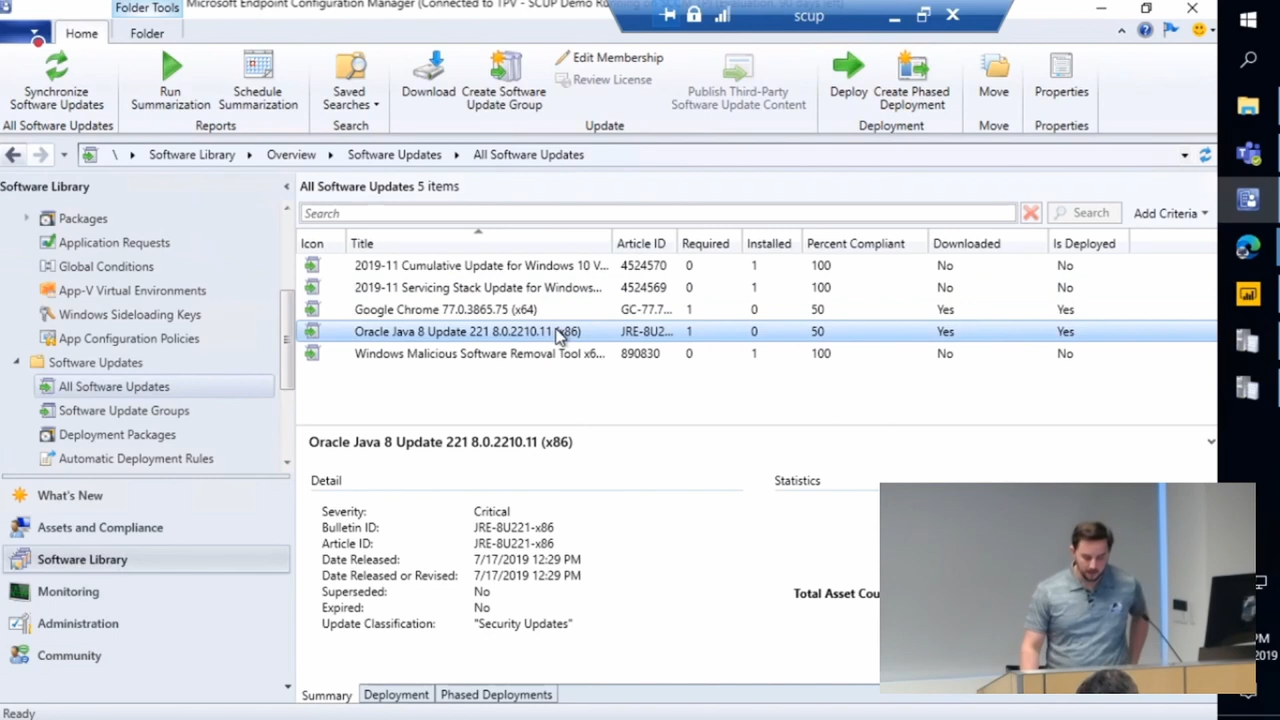 Folder Tools
Microsoft Endpoint Configuration Manager (Connected to TPV - SCUP Demo
scup
Home
Folder
Synchronize
Software Updates
Run
Summarization
Schedule
Summarization
Saved
Searches
Download
Create Software
Update Group
Edit Membership
Review License
Publish Third-Party
Software Update Content
Deploy
Create Phased
Deployment
Move
Properties
All Software Updates
Reports
Search
Update
Deployment
Move
Properties
\ Software Library Overview Software Updates All Software Updates
Software Library
Packages
Application Requests
Global Conditions
App-V Virtual Environments
Windows Sideloading Keys
App Configuration Policies
Software Updates
All Software Updates
Software Update Groups
Deployment Packages
Automatic Deployment Rules
What's New
Assets and Compliance
Software Library
Monitoring
Administration
Community
All Software Updates 5 items
Search
Search
Add Criteria
Icon Title Article ID Required Installed Percent Compliant Downloaded Is Deployed
2019-11 Cumulative Update for Windows 10 V... 4524570 0 1 100 No No
2019-11 Servicing Stack Update for Windows... 4524569 0 1 100 No No
Google Chrome 77.0.3865.75 (x64) GC-77.7... 1 0 50 Yes Yes
Oracle Java 8 Update 221 8.0.2210.11 (x86) JRE-8U2... 1 0 50 Yes Yes
Windows Malicious Software Removal Tool x6... 890830 0 1 100 No No
Oracle Java 8 Update 221 8.0.2210.11 (x86)
Detail
Severity: Critical
Bulletin ID: JRE-8U221-x86
Article ID: JRE-8U221-x86
Date Released: 7/17/2019 12:29 PM
Date Released or Revised: 7/17/2019 12:29 PM
Superseded: No
Expired: No
Update Classification: "Security Updates"
Statistics
Total Asset Cou
Summary Deployment Phased Deployments
Ready
PM
2019